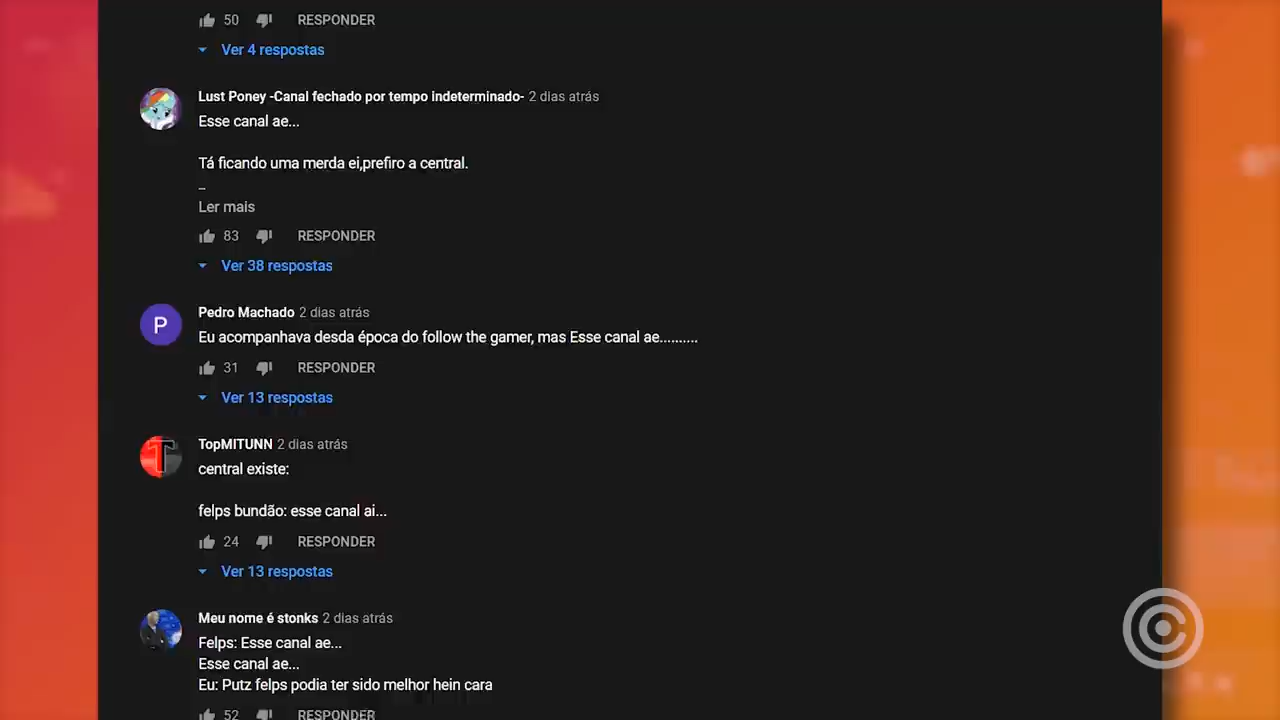 50 RESPONDER
Ver 4 respostas
Lust Poney -Canal fechado por tempo indeterminado- 2 dias atrás
Esse canal ae...
Tá ficando uma merda ei,prefiro a central.
_
Ler mais
83 RESPONDER
Ver 38 respostas
P
Pedro Machado 2 dias atrás
Eu acompanhava desda época do follow the gamer, mas Esse canal ae..........
31 RESPONDER
Ver 13 respostas
T
TopMITUNN 2 dias atrás
central existe:
felps bundão: esse canal ai...
24 RESPONDER
Ver 13 respostas
Meu nome é stonks 2 dias atrás
Felps: Esse canal ae...
Esse canal ae...
Eu: Putz felps podia ter sido melhor hein cara
52 RESPONDER